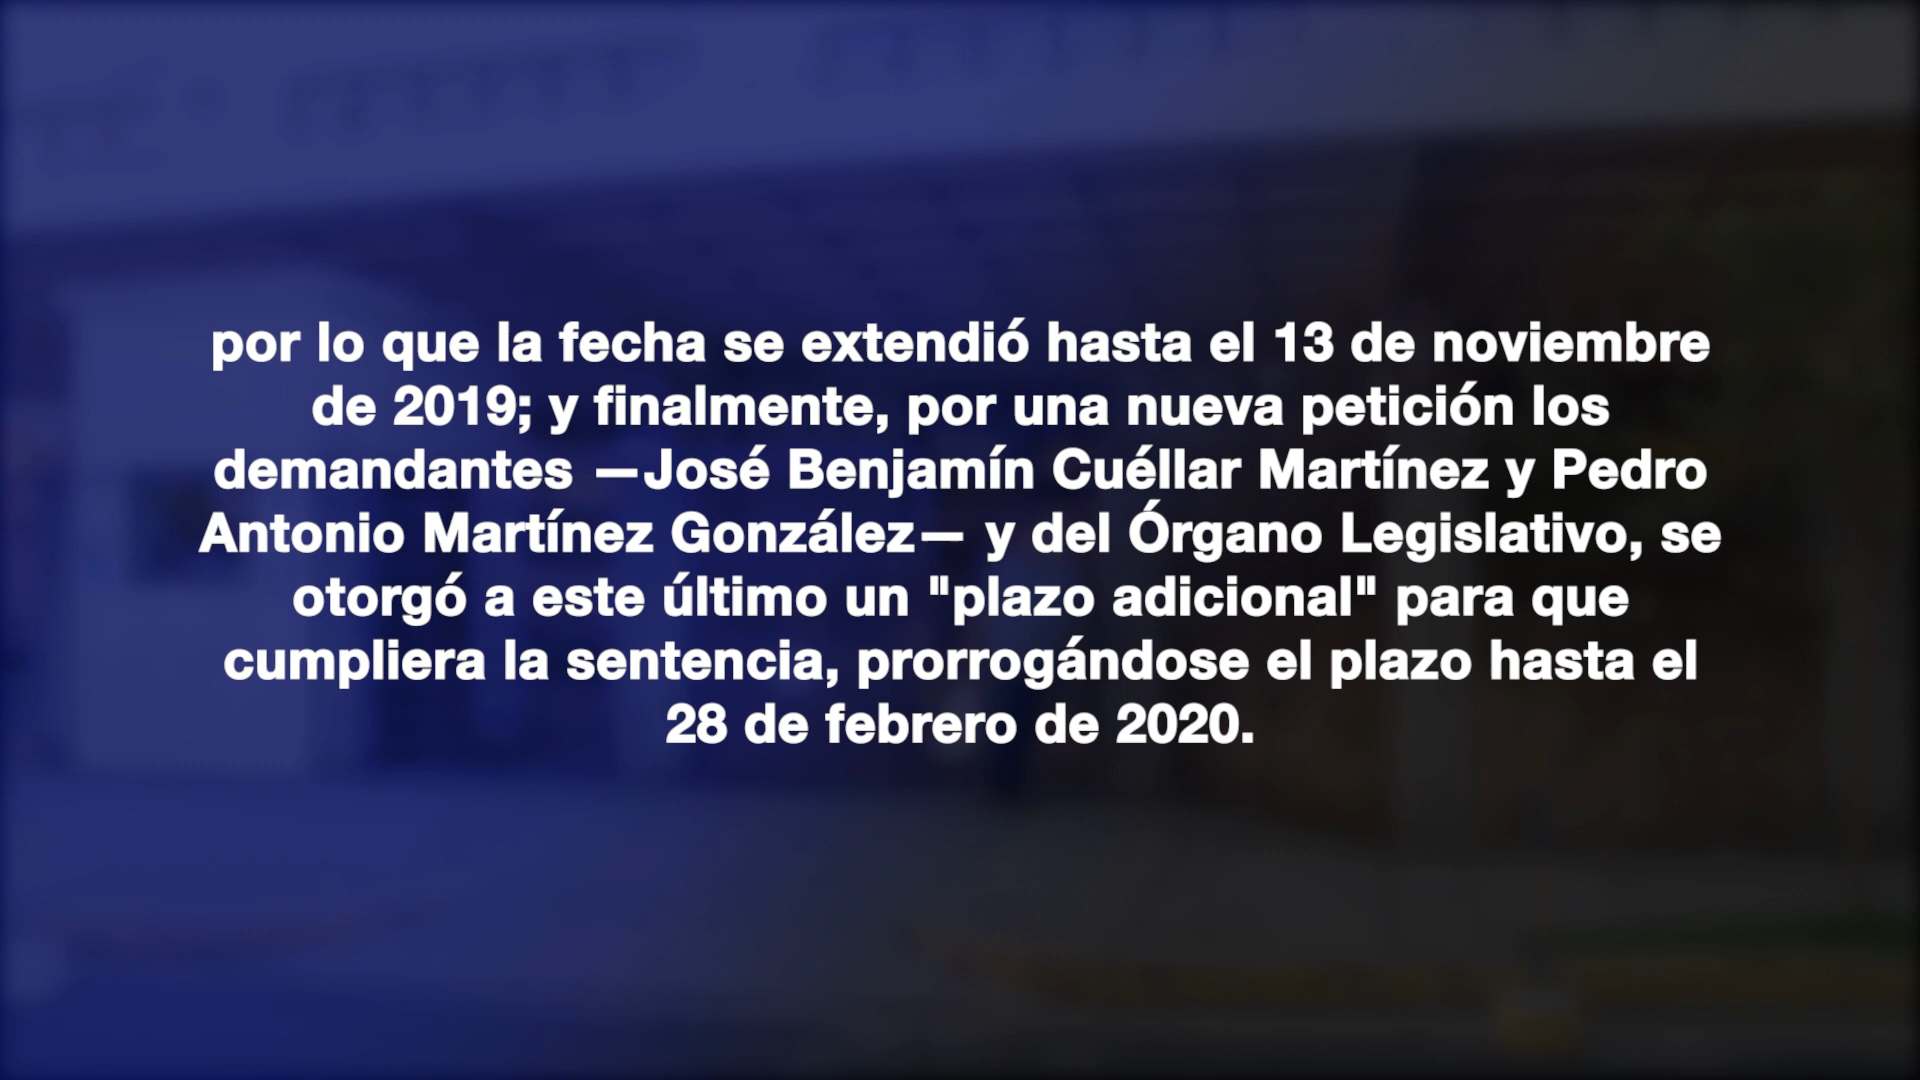 por lo que la fecha se extendió hasta el 13 de noviembre
de 2019; y finalmente, por una nueva petición los
demandantes —José Benjamín Cuéllar Martínez y Pedro
Antonio Martínez González— y del Órgano Legislativo, se
otorgó a este último un "plazo adicional" para que
cumpliera la sentencia, prorrogándose el plazo hasta el
28 de febrero de 2020.